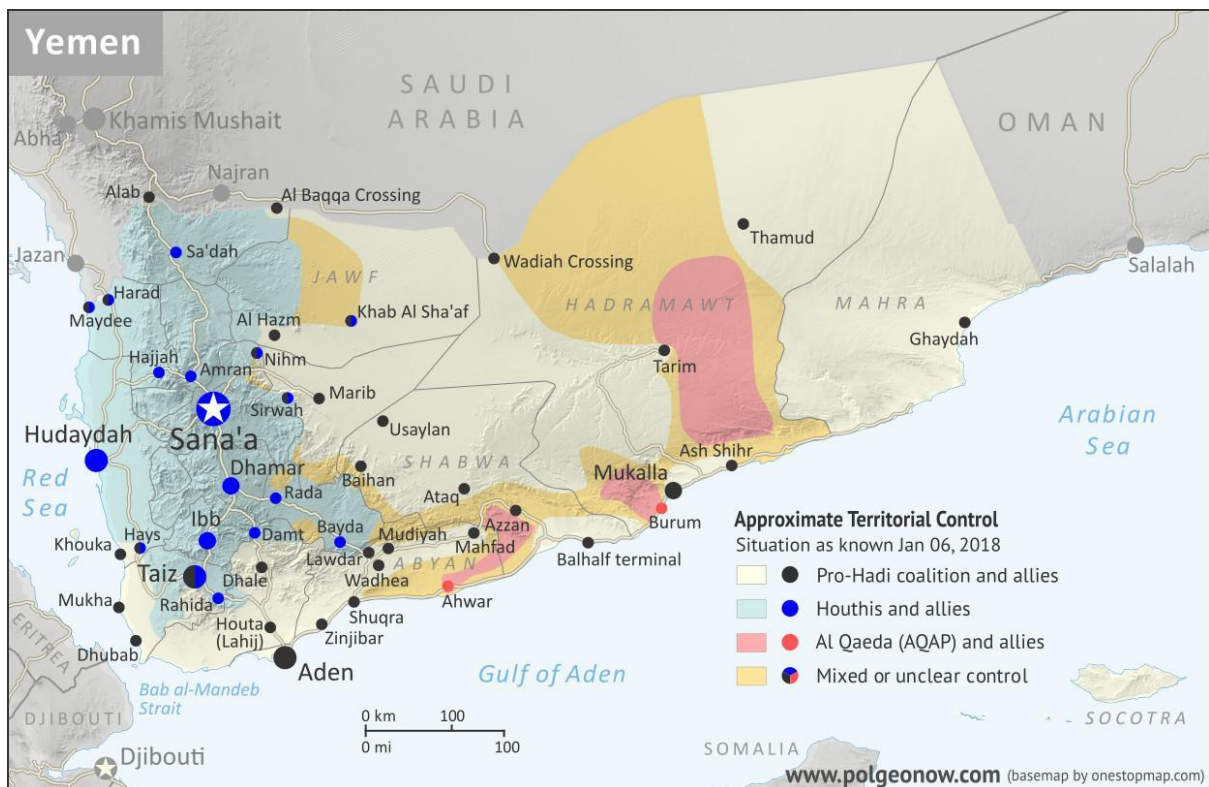 Yemen
SAUDI
ARABIA
OMAN
Khamis Mushait
Abha
Najran
Alab
Al Baqqa Crossing
Jazan
Sa'dah
Wadiah Crossing
Thamud
Salalah
JAWF
HADRAMAWT
MAHRA
Harad
Maydee
Khab Al Sha'af
Al Hazm
Ghaydah
Hajjah
Nihm
Amran
Tarim
Marib
Sirwah
Sana'a
Usaylan
Arabian
Sea
Hudaydah
Red
Sea
Dhamar
SHABWA
Ash Shihr
Mukalla
Baihan
Rada
Ataq
Ibb
Bayda
Azzan
Burum
Hays
Damt
Mudiyah
Khouka
Lawdar
Mahfad
Balhalf terminal
ABYAN
Taiz
Dhale
Wadhea
Mukha
Rahida
Ahwar
Shuqra
Houta
(Lahij)
Zinjibar
Dhubab
Aden
Gulf of Aden
ERITREA
Bab al-Mandeb
Strait
DJIBOUTI
Djibouti
0 km 100
0 mi 100
Approximate Territorial Control
Situation as known Jan 06, 2018
Pro-Hadi coalition and allies
Houthis and allies
Al Qaeda (AQAP) and allies
Mixed or unclear control
SOCOTRA
SOMALIA
www.polgeonow.com (basemap by onestopmap.com)